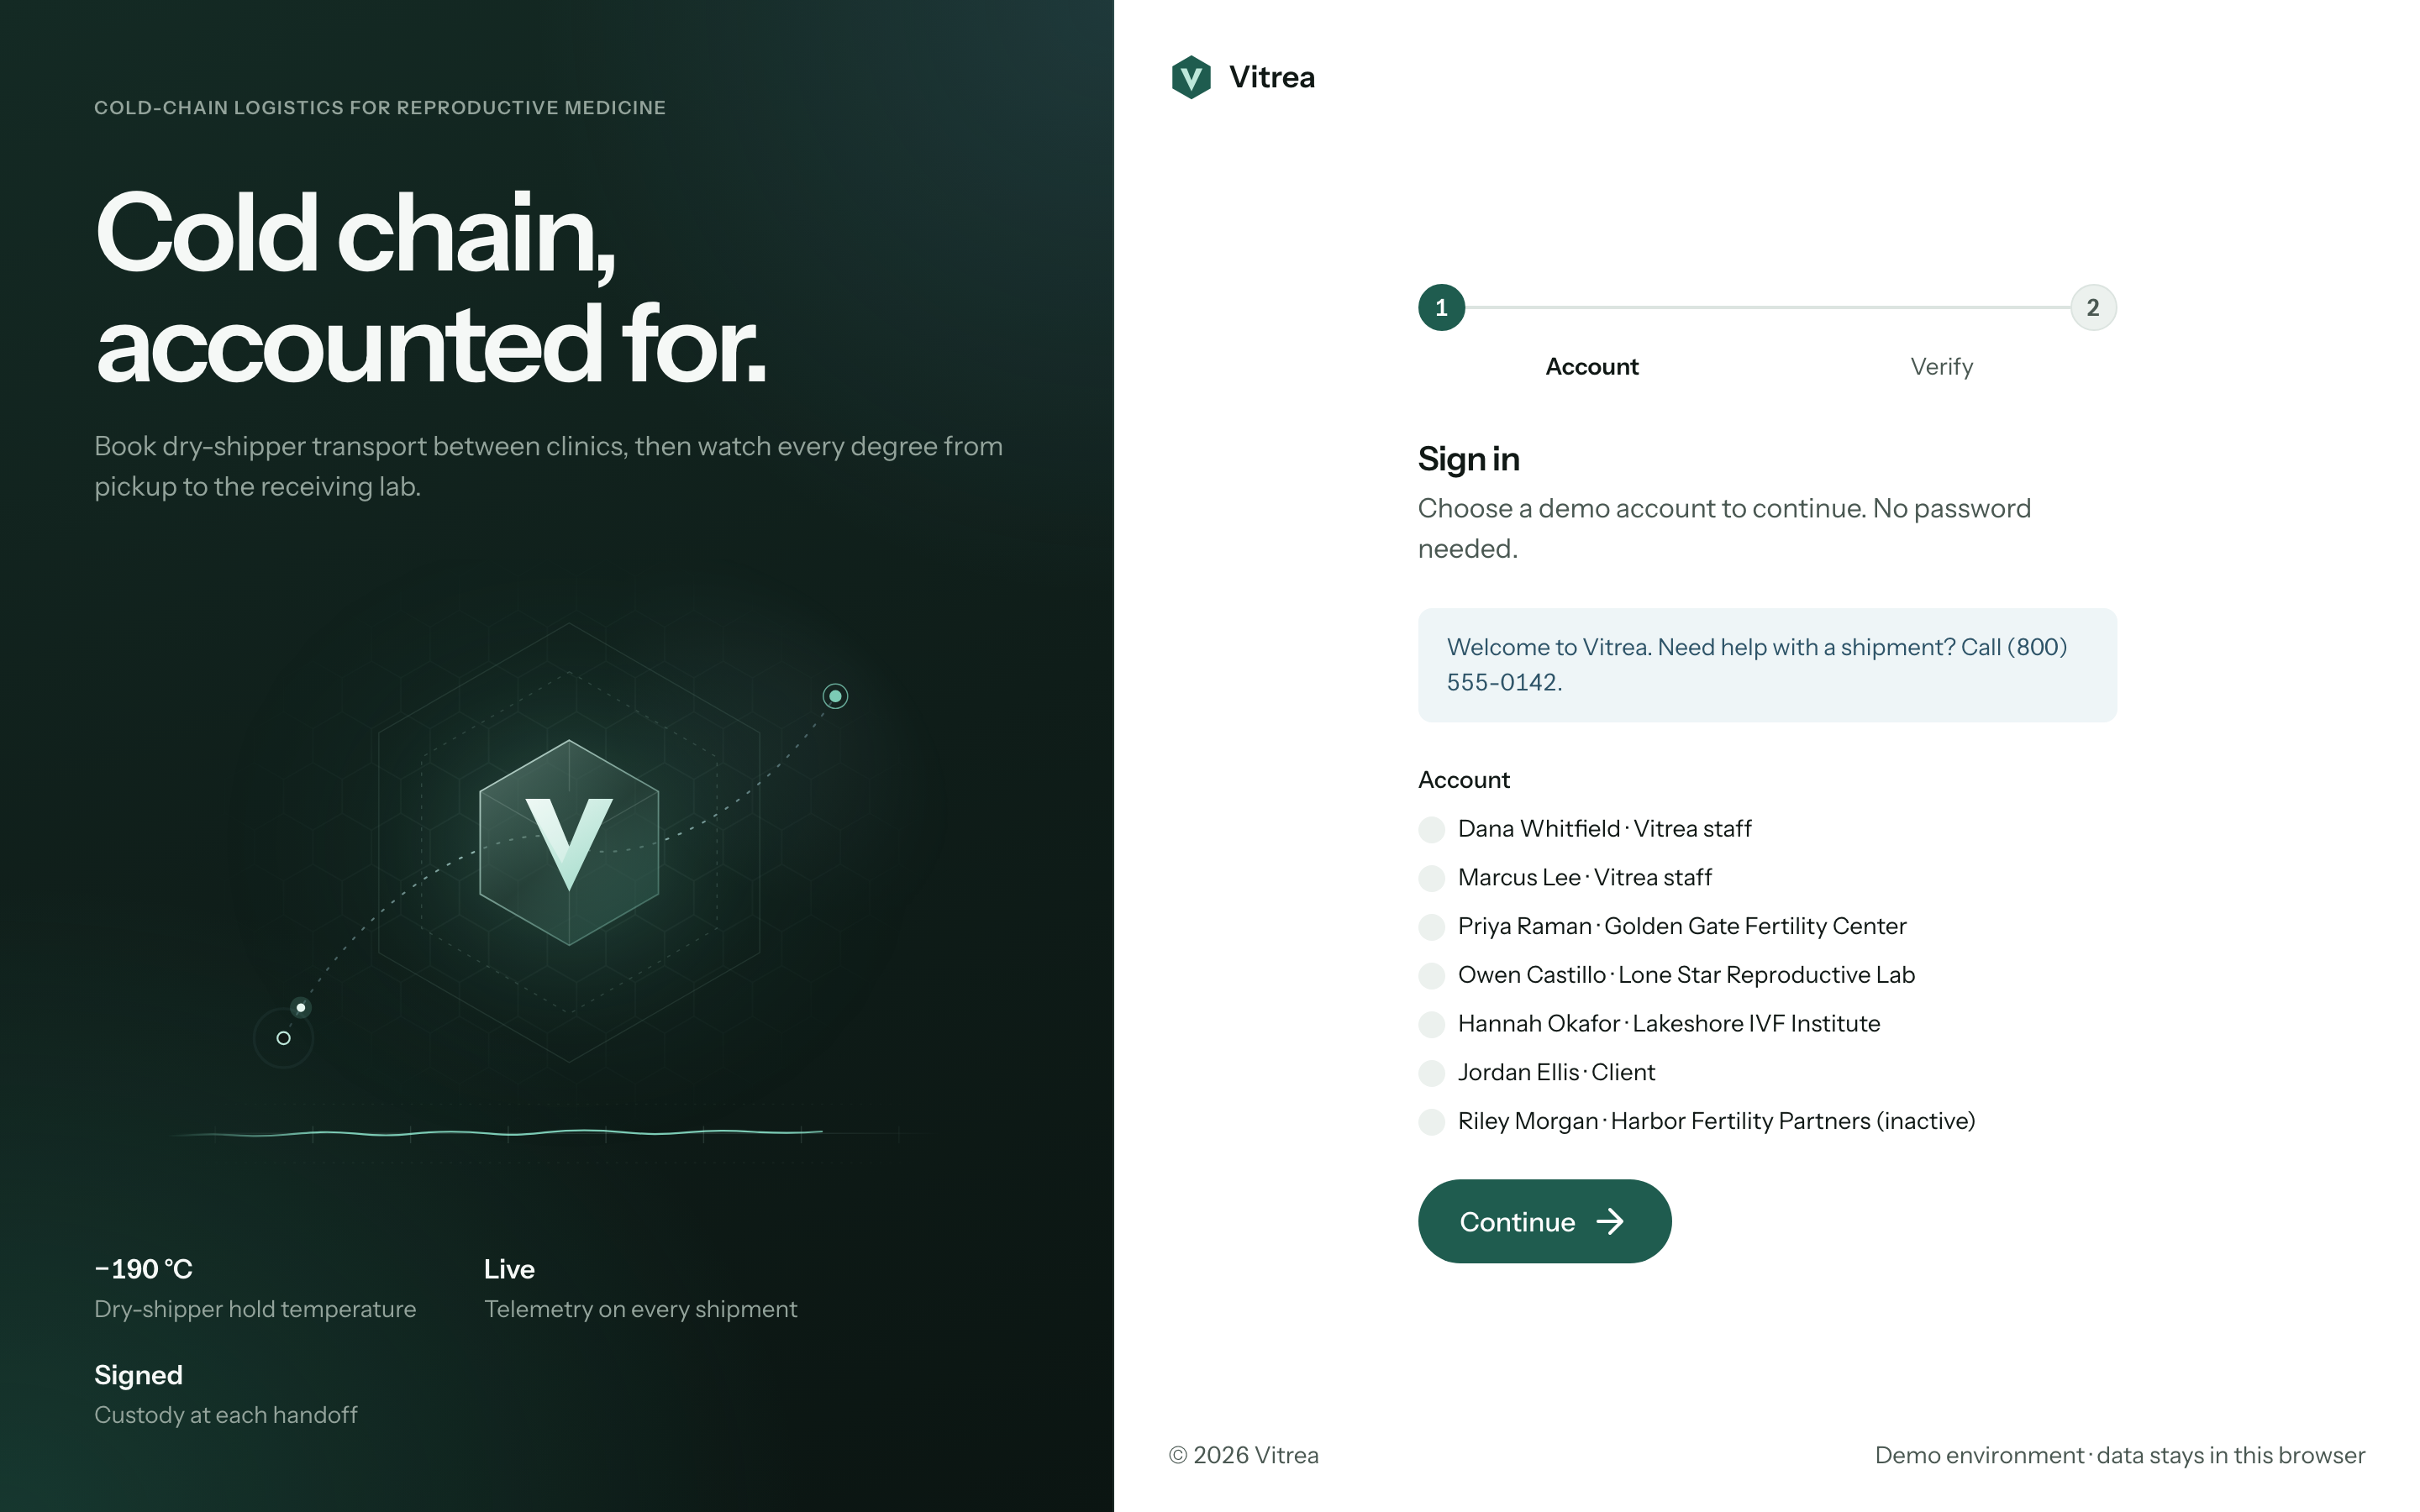 COLD-CHAIN LOGISTICS FOR REPRODUCTIVE MEDICINE
Cold chain,
accounted for.
Book dry-shipper transport between clinics, then watch every degree from
pickup to the receiving lab.
V
−190 °C
Dry-shipper hold temperature
Live
Telemetry on every shipment
Signed
Custody at each handoff
V Vitrea
1
2
Account
Verify
Sign in
Choose a demo account to continue. No password
needed.
Welcome to Vitrea. Need help with a shipment? Call (800)
555-0142.
Account
Dana Whitfield · Vitrea staff
Marcus Lee · Vitrea staff
Priya Raman · Golden Gate Fertility Center
Owen Castillo · Lone Star Reproductive Lab
Hannah Okafor · Lakeshore IVF Institute
Jordan Ellis · Client
Riley Morgan · Harbor Fertility Partners (inactive)
Continue
© 2026 Vitrea
Demo environment · data stays in this browser